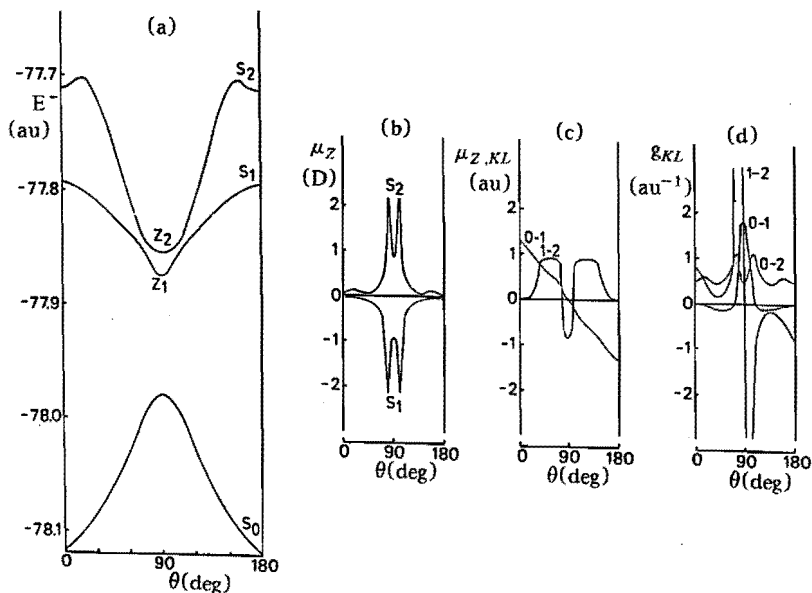 (a)
-77.7
E
(au)
-77.8
-77.9
-78.0
-78.1
S2
S1
Z2
Z1
S0
0 90 180
θ(deg)
(b)
μZ
(D)
2
1
0
-1
-2
S2
S1
0 90 180
θ(deg)
(c)
μZ,KL
(au)
2
1
0
-1
-2
0-1
1-2
0 90 180
θ(deg)
(d)
gKL
(au⁻¹)
2
1
0
-1
-2
1-2
0-1
0-2
0 90 180
θ(deg)